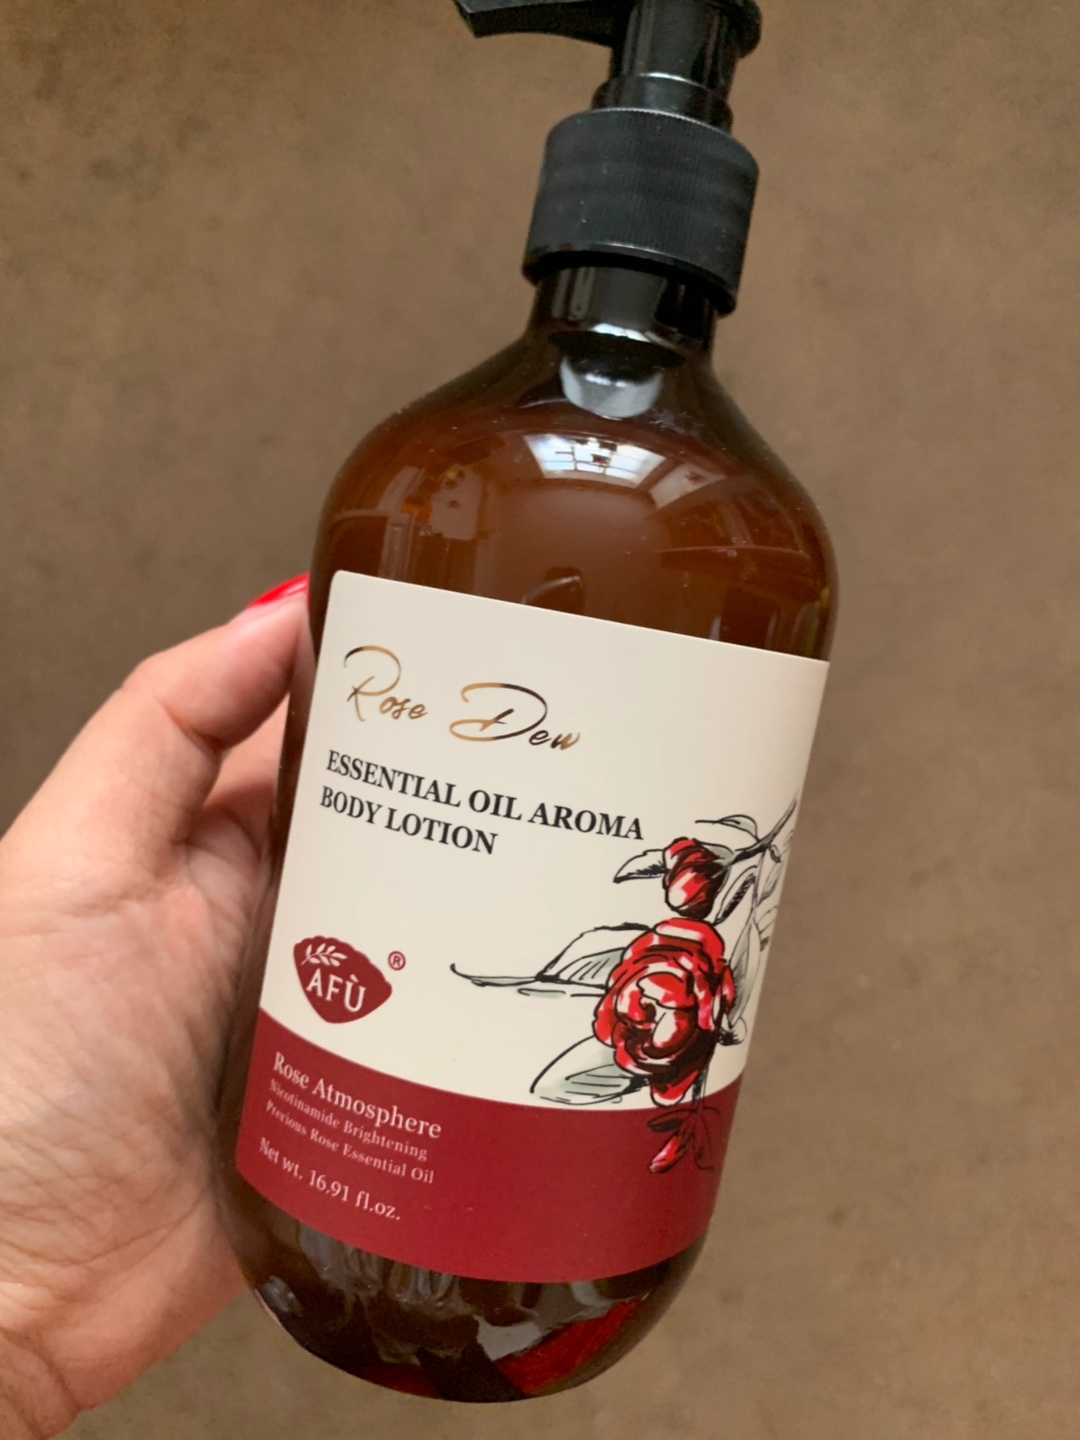 Rose Dew
ESSENTIAL OIL AROMA
BODY LOTION
AFÙ ®
Rose Atmosphere
Nicotinamide Brightening
Precious Rose Essential Oil
Net wt. 16.91 fl.oz.